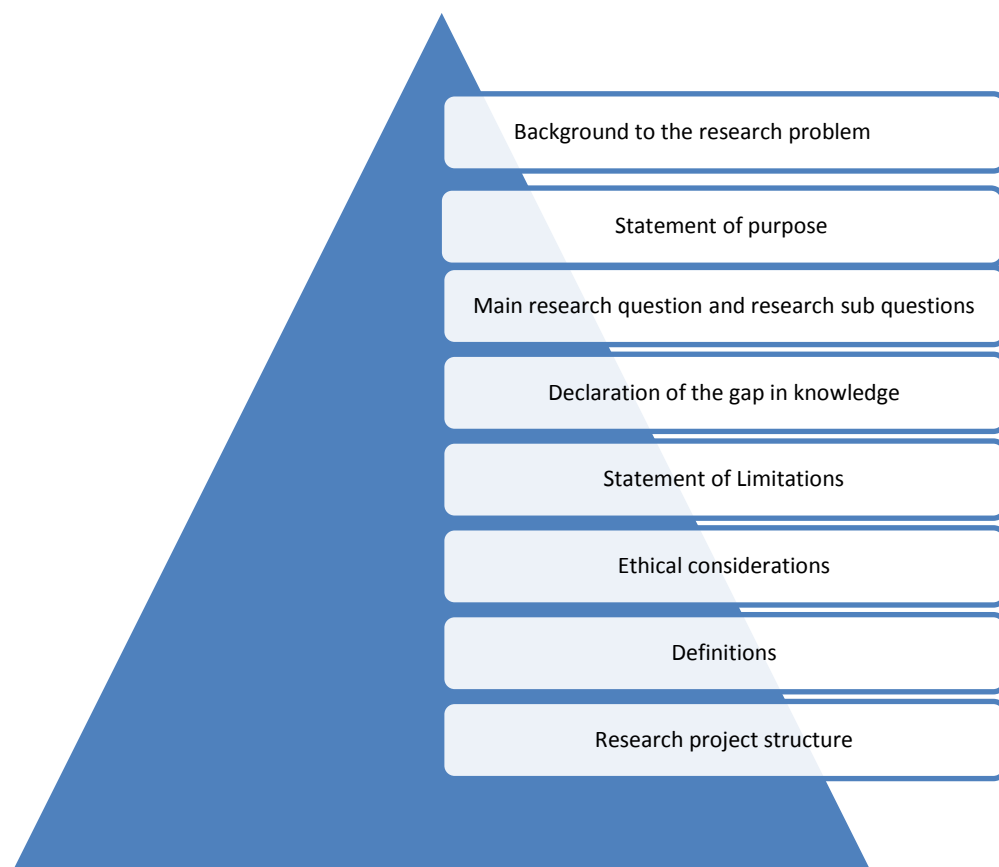 Background to the research problem
Statement of purpose
Main research question and research sub questions
Declaration of the gap in knowledge
Statement of Limitations
Ethical considerations
Definitions
Research project structure